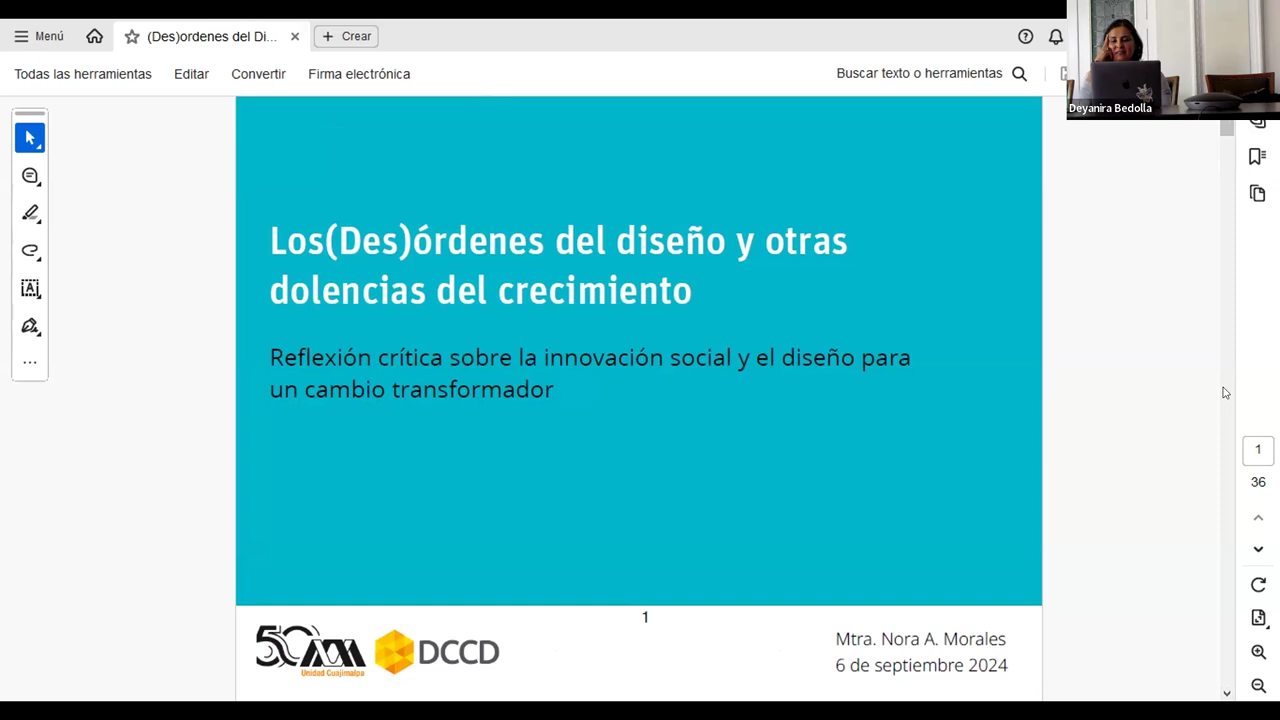 Menú
(Des)ordenes del Di...
Crear
Todas las herramientas
Editar
Convertir
Firma electrónica
Buscar texto o herramientas
Deyanira Bedolla
Los(Des)órdenes del diseño y otras
dolencias del crecimiento
Reflexión crítica sobre la innovación social y el diseño para
un cambio transformador
1
36
1
50
Unidad Cuajimalpa
DCCD
Mtra. Nora A. Morales
6 de septiembre 2024